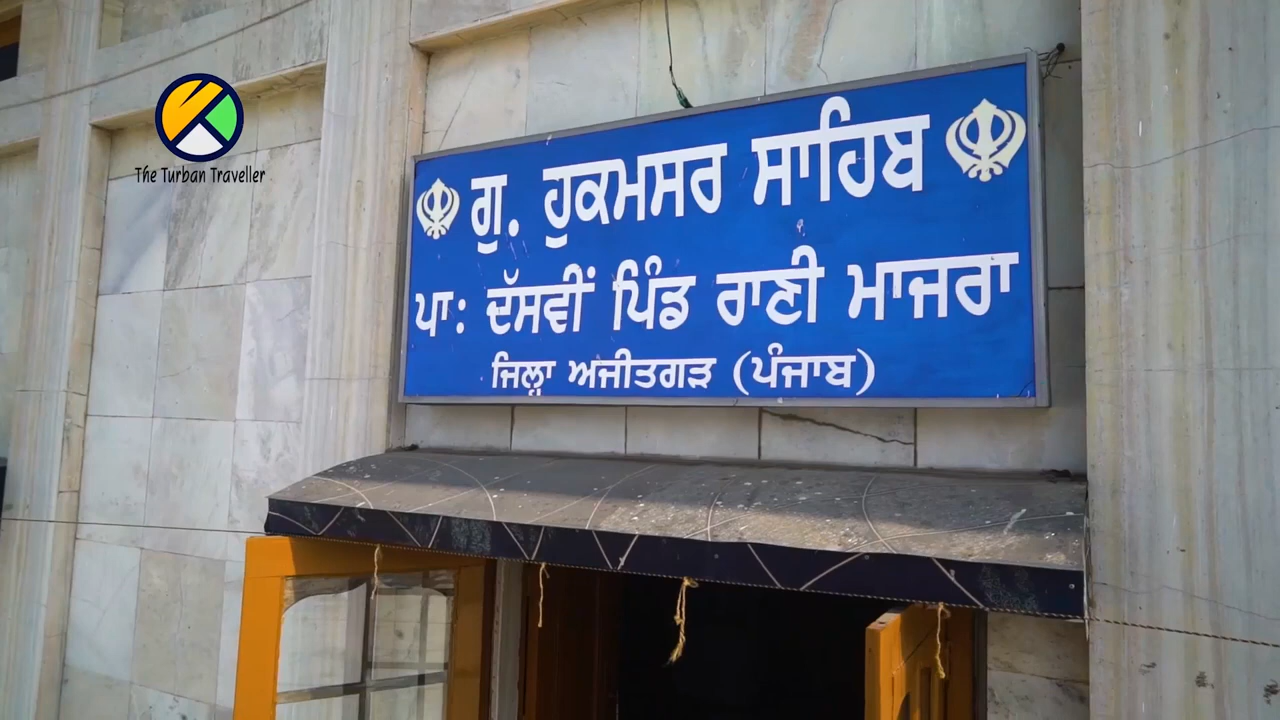 The Turban Traveller
ਗੁ. ਹੁਕਮਸਰ ਸਾਹਿਬ
ਪਾ: ਦੱਸਵੀਂ ਪਿੰਡ ਰਾਣੀ ਮਾਜਰਾ
ਜਿਲ੍ਹਾ ਅਜੀਤਗੜ (ਪੰਜਾਬ)